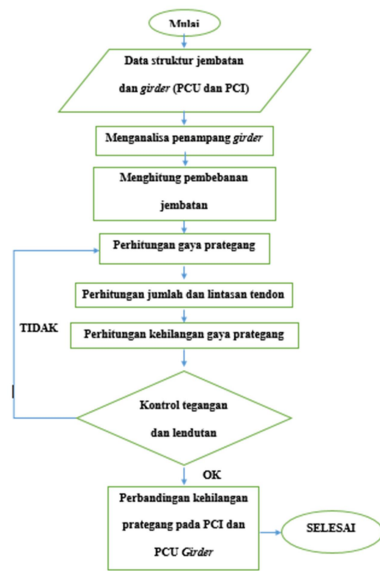 Mulai
Data struktur jembatan
dan girder (PCU dan PCI)
Menganalisa penampang girder
Menghitung pembebanan
jembatan
Perhitungan gaya prategang
Perhitungan jumlah dan lintasan tendon
TIDAK
Perhitungan kehilangan gaya prategang
Kontrol tegangan
dan lendutan
OK
Perbandingan kehilangan
prategang pada PCI dan
PCU Girder
SELESAI